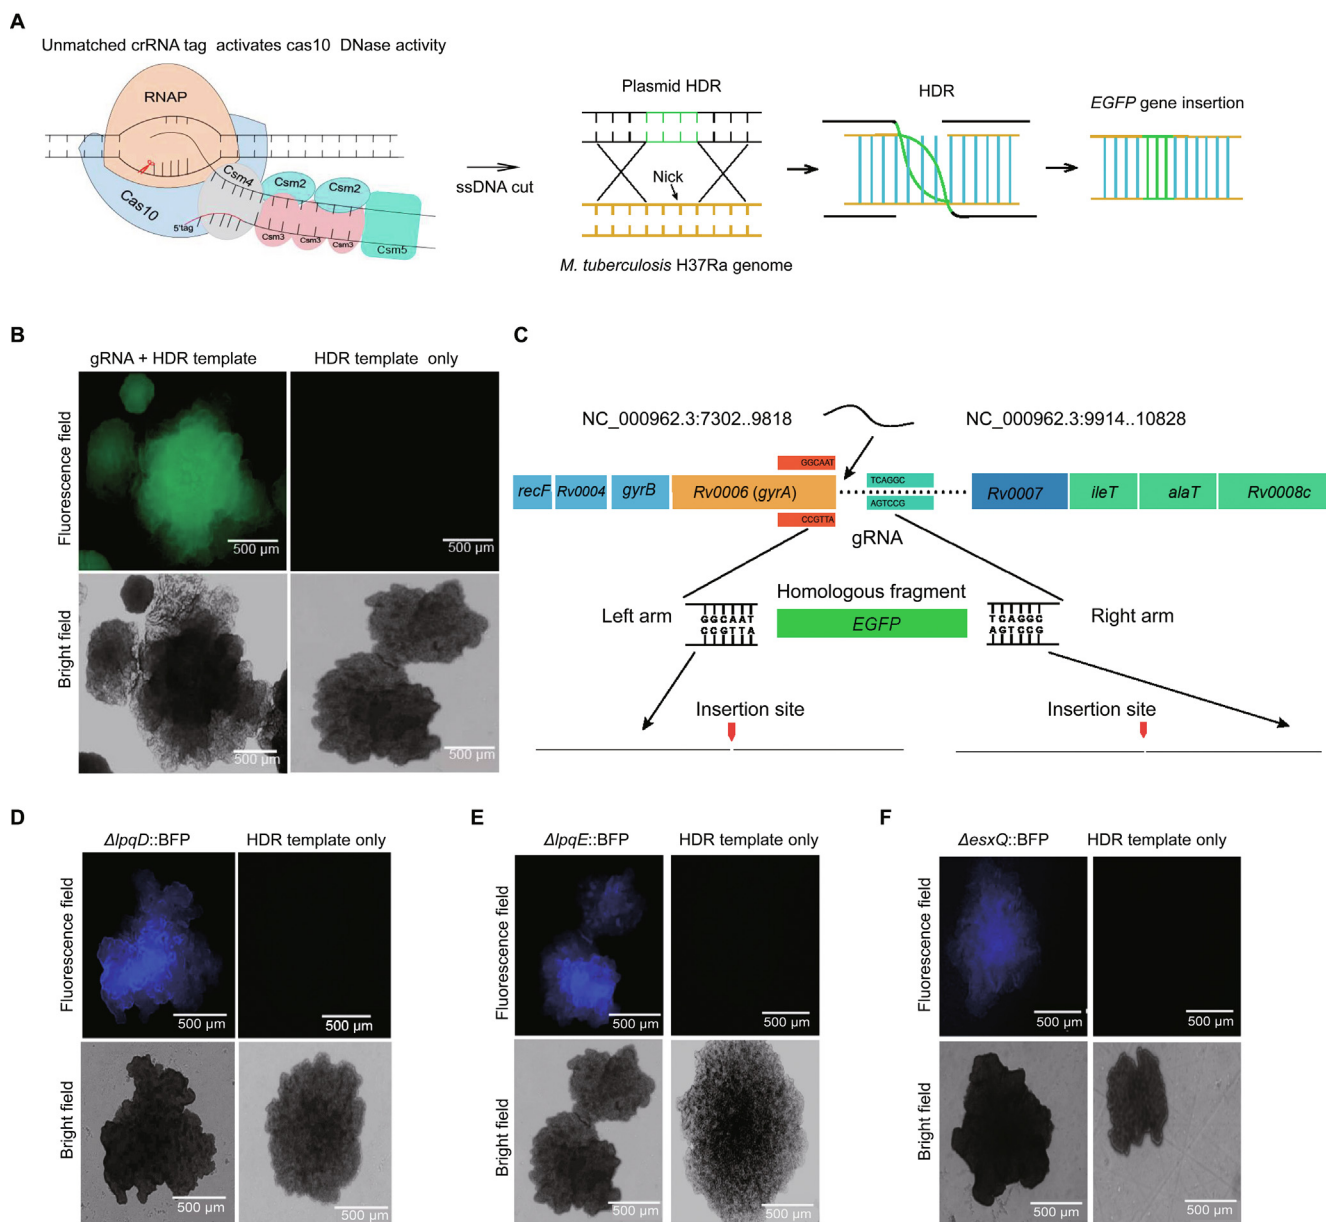 A
Unmatched crRNA tag activates cas10 DNase activity
RNAP
Cas10
Csm4
Csm2
Csm2
5'tag
Csm3
Csm3
Csm3
Csm5
ssDNA cut
Plasmid HDR
Nick
M. tuberculosis H37Ra genome
HDR
EGFP gene insertion
B
gRNA + HDR template
HDR template only
Fluorescence field
500 µm
500 µm
Bright field
500 µm
500 µm
C
NC_000962.3:7302..9818
NC_000962.3:9914..10828
GGCAAT
TCAGGC
recF
Rv0004
gyrB
Rv0006 (gyrA)
Rv0007
ileT
alaT
Rv0008c
CCGTTA
AGTCCG
gRNA
Homologous fragment
Left arm
GGCAAT
CCGTTA
EGFP
TCAGGC
AGTCCG
Right arm
Insertion site
Insertion site
D
ΔlpqD::BFP
HDR template only
Fluorescence field
500 µm
500 µm
Bright field
500 µm
500 µm
E
ΔlpqE::BFP
HDR template only
Fluorescence field
500 µm
500 µm
Bright field
500 µm
500 µm
F
ΔesxQ::BFP
HDR template only
Fluorescence field
500 µm
500 µm
Bright field
500 µm
500 µm